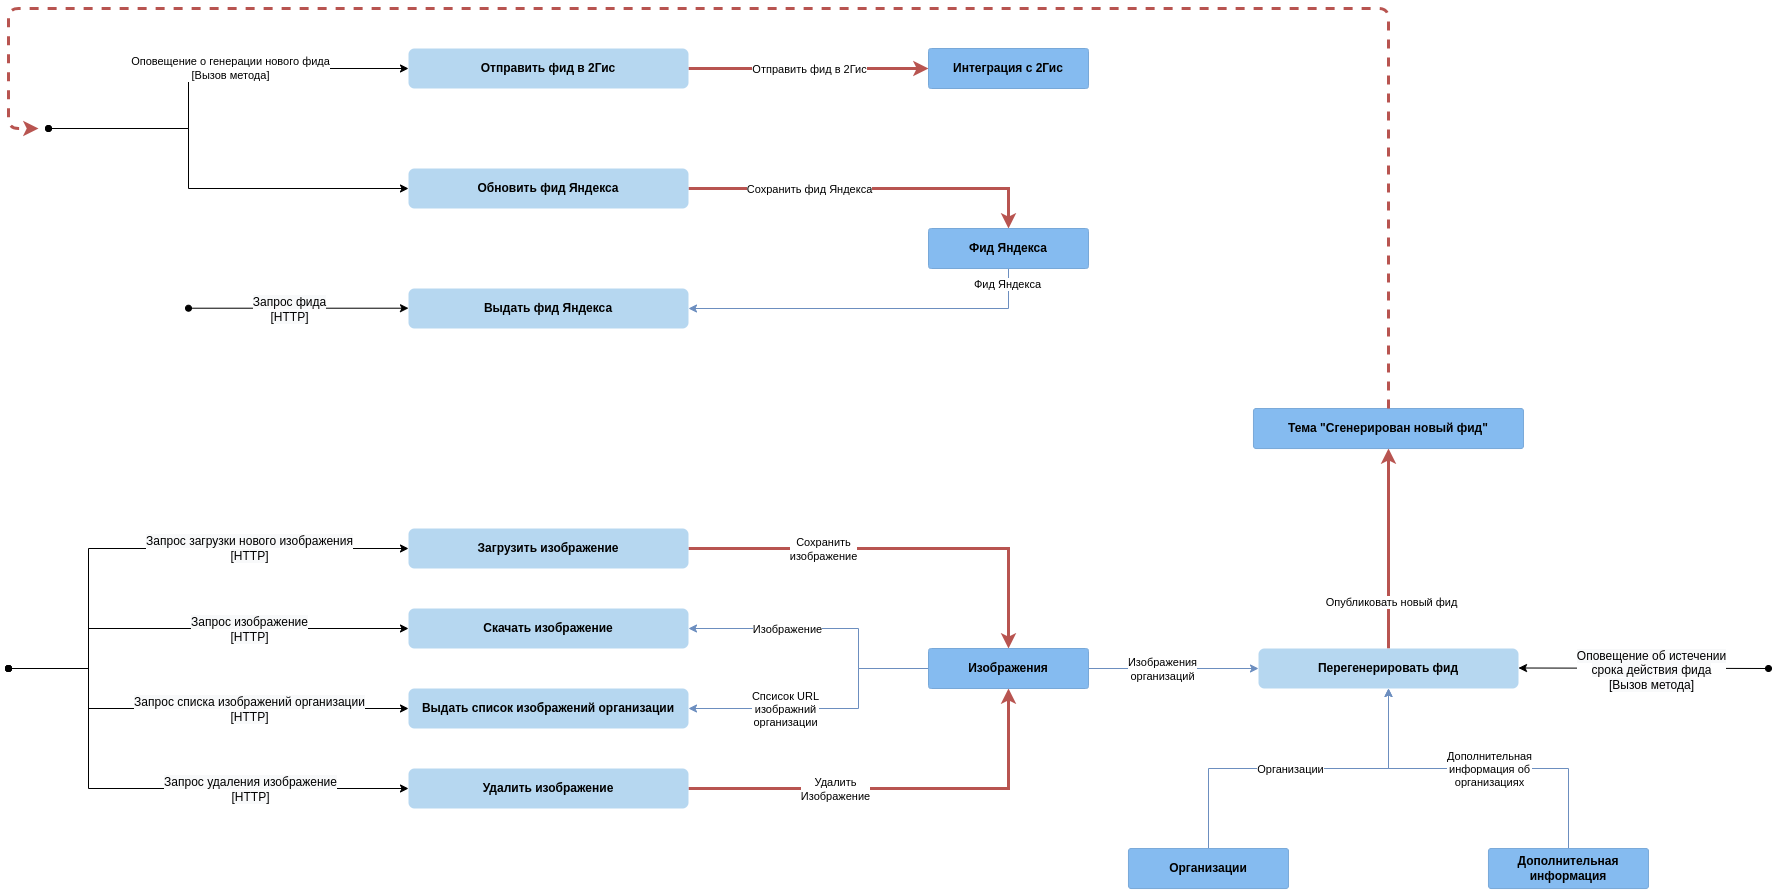 Оповещение о генерации нового фида
[Вызов метода]
Отправить фид в 2Гис
Отправить фид в 2Гис
Интеграция с 2Гис
Обновить фид Яндекса
Сохранить фид Яндекса
Фид Яндекса
Фид Яндекса
Запрос фида
[HTTP]
Выдать фид Яндекса
Тема "Сгенерирован новый фид"
Опубликовать новый фид
Запрос загрузки нового изображения
[HTTP]
Загрузить изображение
Сохранить
изображение
Запрос изображение
[HTTP]
Скачать изображение
Изображение
Изображения
Изображения
организаций
Перегенерировать фид
Оповещение об истечении
срока действия фида
[Вызов метода]
Запрос списка изображений организации
[HTTP]
Выдать список изображений организации
Спсисок URL
изображний
организации
Запрос удаления изображение
[HTTP]
Удалить изображение
Удалить
Изображение
Организации
Дополнительная
информация об
организациях
Организации
Дополнительная
информация